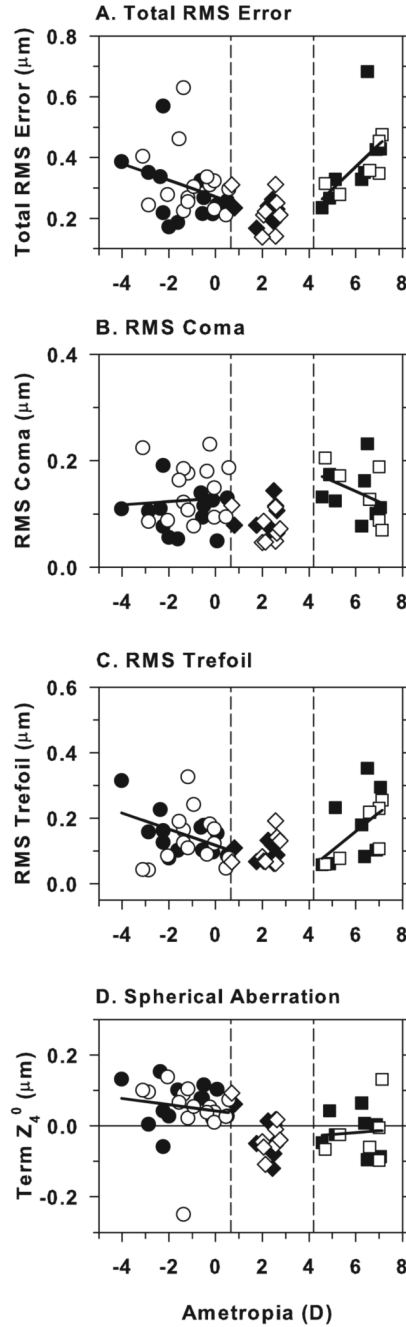 A. Total RMS Error
Total RMS Error (μm)
0.8
0.6
0.4
0.2
-4 -2 0 2 4 6 8
B. RMS Coma
RMS Coma (μm)
0.4
0.2
0.0
-4 -2 0 2 4 6 8
C. RMS Trefoil
RMS Trefoil (μm)
0.6
0.4
0.2
0.0
-4 -2 0 2 4 6 8
D. Spherical Aberration
Term Z₄⁰ (μm)
0.2
0.0
-0.2
-4 -2 0 2 4 6 8
Ametropia (D)